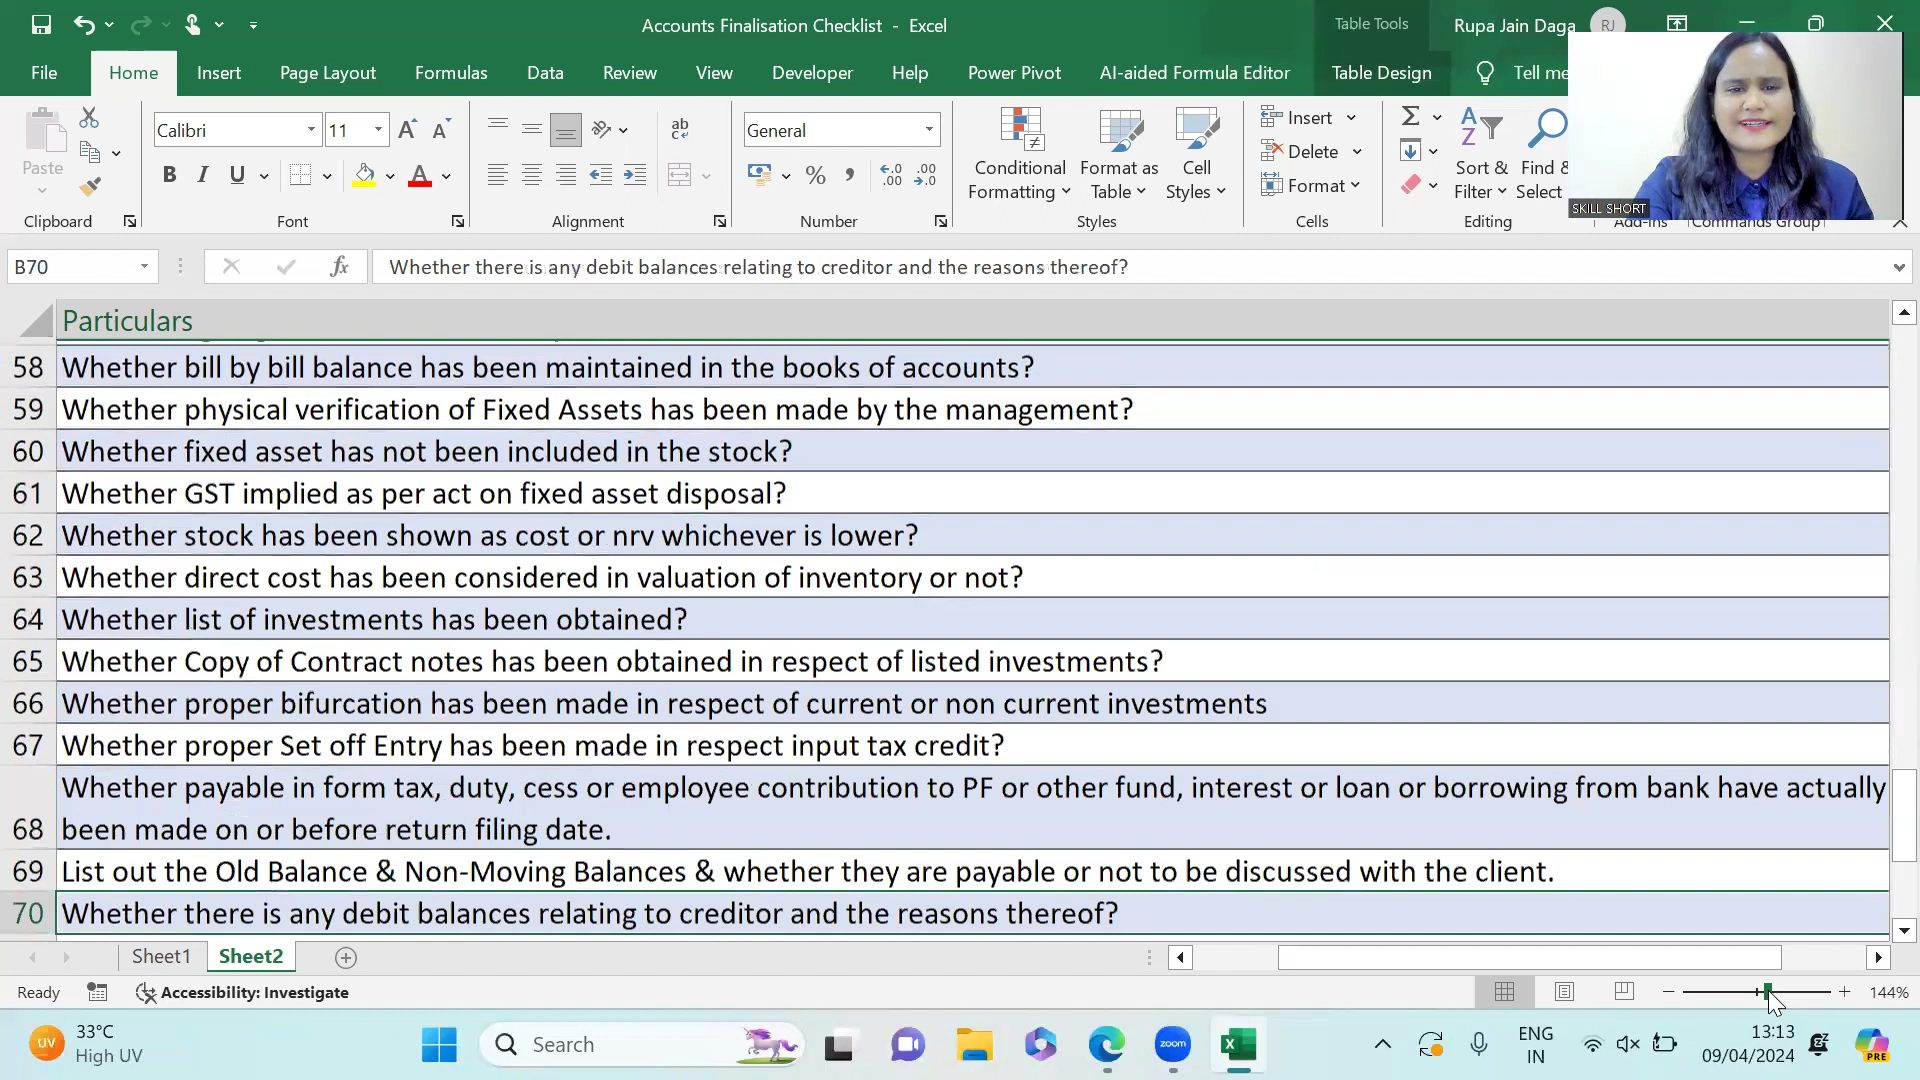 Accounts Finalisation Checklist - Excel
Table Tools
Rupa Jain Daga
RJ
File
Home
Insert
Page Layout
Formulas
Data
Review
View
Developer
Help
Power Pivot
AI-aided Formula Editor
Table Design
Tell me
Paste
Clipboard
Calibri
11
B I U
Font
ab
Alignment
General
Number
Conditional Formatting
Format as Table
Cell Styles
Styles
Insert
Delete
Format
Cells
Sort & Filter
Find & Select
Editing
SKILL SHORT
Add-ins
Commands Group
B70
fx
Whether there is any debit balances relating to creditor and the reasons thereof?
Particulars
58 Whether bill by bill balance has been maintained in the books of accounts?
59 Whether physical verification of Fixed Assets has been made by the management?
60 Whether fixed asset has not been included in the stock?
61 Whether GST implied as per act on fixed asset disposal?
62 Whether stock has been shown as cost or nrv whichever is lower?
63 Whether direct cost has been considered in valuation of inventory or not?
64 Whether list of investments has been obtained?
65 Whether Copy of Contract notes has been obtained in respect of listed investments?
66 Whether proper bifurcation has been made in respect of current or non current investments
67 Whether proper Set off Entry has been made in respect input tax credit?
Whether payable in form tax, duty, cess or employee contribution to PF or other fund, interest or loan or borrowing from bank have actually
68 been made on or before return filing date.
69 List out the Old Balance & Non-Moving Balances & whether they are payable or not to be discussed with the client.
70 Whether there is any debit balances relating to creditor and the reasons thereof?
Sheet1
Sheet2
Ready
Accessibility: Investigate
144%
UV
33°C
High UV
Search
zoom
ENG
IN
13:13
09/04/2024
PRE